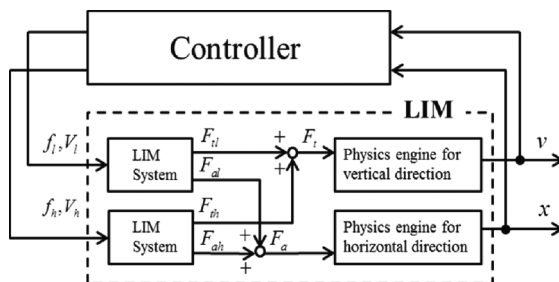 Controller
LIM
f_l, V_l
LIM
System
F_tl
F_al
+
+
F_t
Physics engine for
vertical direction
v
f_h, V_h
LIM
System
F_th
F_ah
+
+
F_a
Physics engine for
horizontal direction
x